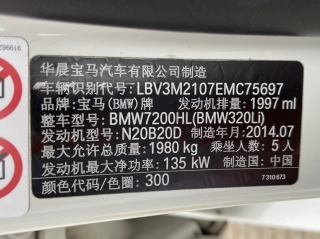 华晨宝马汽车有限公司制造
车辆识别代号: LBV3M2107EMC75697
品牌: 宝马(BMW)牌 发动机排量: 1997 ml
整车型号: BMW7200HL(BMW320Li)
发动机型号: N20B20D 制造年月: 2014.07
最大允许总质量: 1980 kg 乘坐人数: 5人
发动机最大净功率: 135 kW 制造国: 中国
颜色代码/色圈: 300
7310673